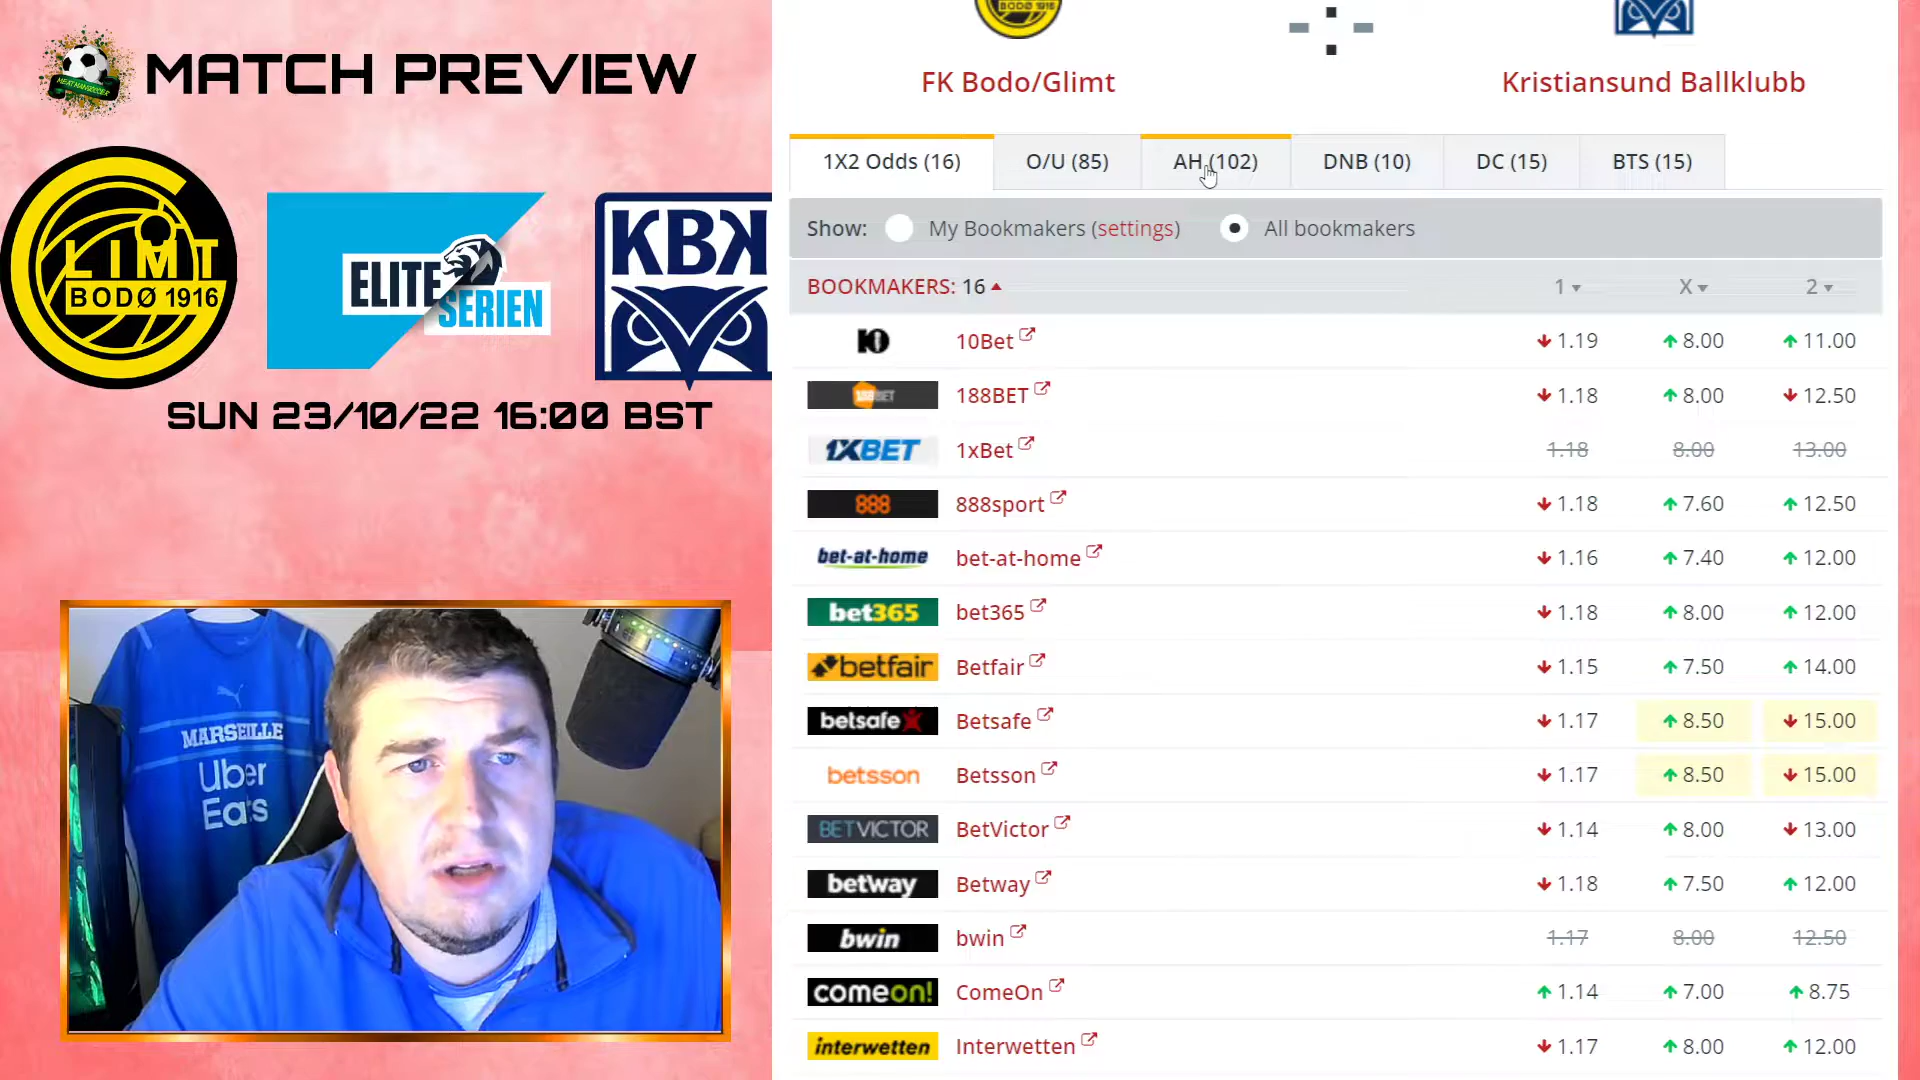 MATCH PREVIEW
LIMT
BODØ 1916
ELITE
SERIEN
KBK
SUN 23/10/22 16:00 BST
MARSEILLE
Uber
Eats
BODØ 1916
FK Bodo/Glimt
Kristiansund Ballklubb
1X2 Odds (16) O/U (85) AH (102) DNB (10) DC (15) BTS (15)
Show: My Bookmakers (settings) All bookmakers
BOOKMAKERS: 16 1 X 2
10 10Bet 1.19 8.00 11.00
188BET 188BET 1.18 8.00 12.50
1XBET 1xBet 1.18 8.00 13.00
888 888sport 1.18 7.60 12.50
bet-at-home bet-at-home 1.16 7.40 12.00
bet365 bet365 1.18 8.00 12.00
betfair Betfair 1.15 7.50 14.00
betsafe Betsafe 1.17 8.50 15.00
betsson Betsson 1.17 8.50 15.00
BETVICTOR BetVictor 1.14 8.00 13.00
betway Betway 1.18 7.50 12.00
bwin bwin 1.17 8.00 12.50
comeon! ComeOn 1.14 7.00 8.75
interwetten Interwetten 1.17 8.00 12.00